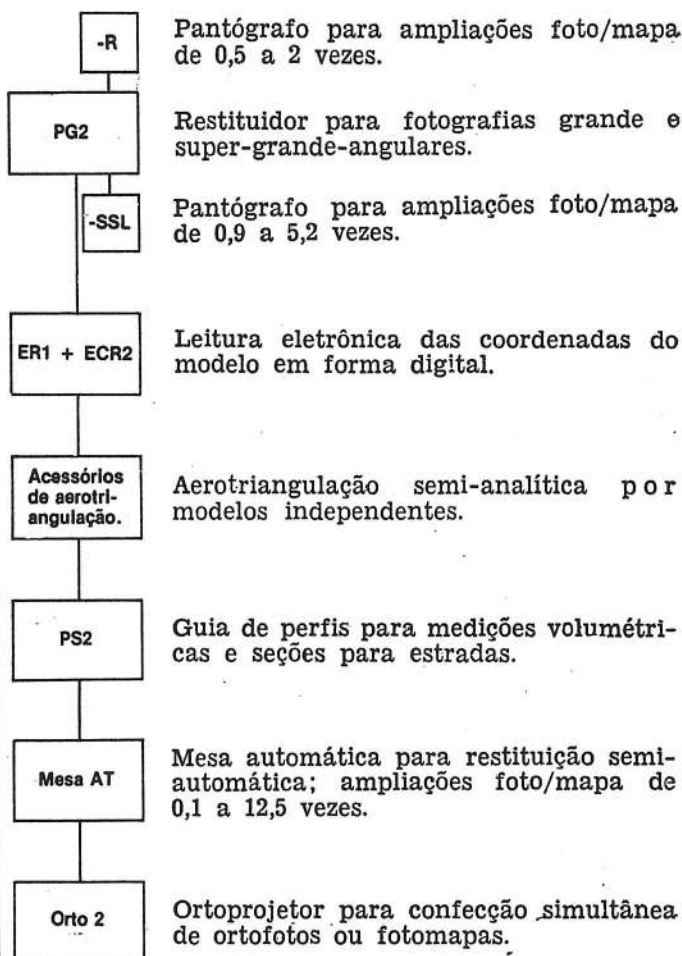 -R
Pantógrafo para ampliações foto/mapa
de 0,5 a 2 vezes.
PG2
Restituidor para fotografias grande e
super-grande-angulares.
-SSL
Pantógrafo para ampliações foto/mapa
de 0,9 a 5,2 vezes.
ER1 + ECR2
Leitura eletrônica das coordenadas do
modelo em forma digital.
Acessórios
de aerotri-
angulação.
Aerotriangulação semi-analítica por
modelos independentes.
PS2
Guia de perfis para medições volumétri-
cas e seções para estradas.
Mesa AT
Mesa automática para restituição semi-
automática; ampliações foto/mapa de
0,1 a 12,5 vezes.
Orto 2
Ortoprojetor para confecção simultânea
de ortofotos ou fotomapas.